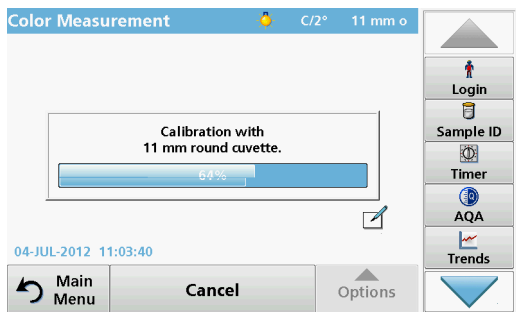 Color Measurement C/2° 11 mm o
Calibration with
11 mm round cuvette.
64%
04-JUL-2012 11:03:40
Main
Menu
Cancel
Options
Login
Sample ID
Timer
AQA
Trends